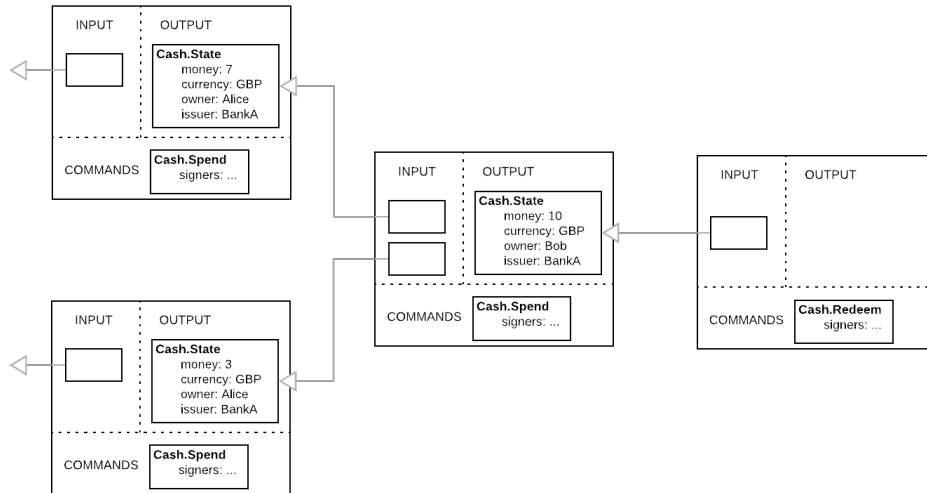 INPUT
OUTPUT
Cash.State
money: 7
currency: GBP
owner: Alice
issuer: BankA
COMMANDS
Cash.Spend
signers: ...
INPUT
OUTPUT
Cash.State
money: 3
currency: GBP
owner: Alice
issuer: BankA
COMMANDS
Cash.Spend
signers: ...
INPUT
OUTPUT
Cash.State
money: 10
currency: GBP
owner: Bob
issuer: BankA
COMMANDS
Cash.Spend
signers: ...
INPUT
OUTPUT
COMMANDS
Cash.Redeem
signers: ...